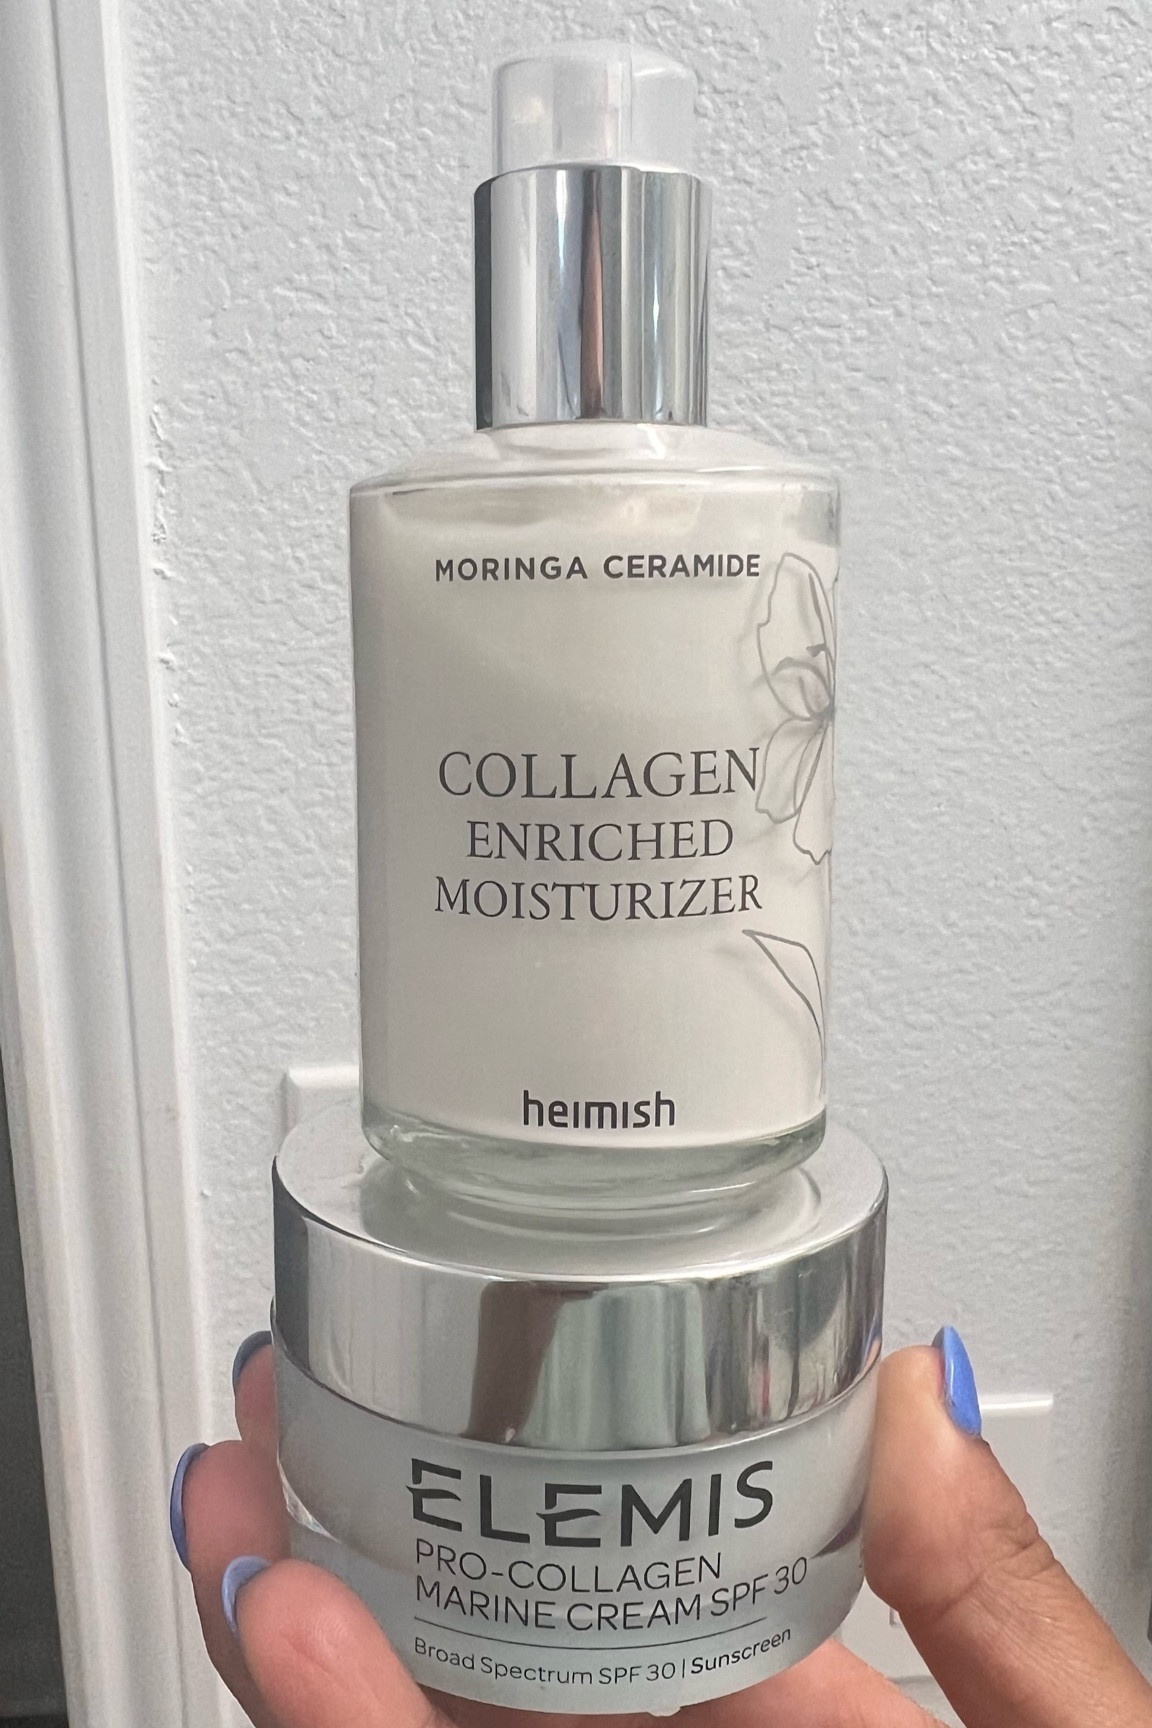 MORINGA CERAMIDE
COLLAGEN
ENRICHED
MOISTURIZER
heimish
ELEMIS
PRO-COLLAGEN
MARINE CREAM SPF 30
Broad Spectrum SPF 30 | Sunscreen